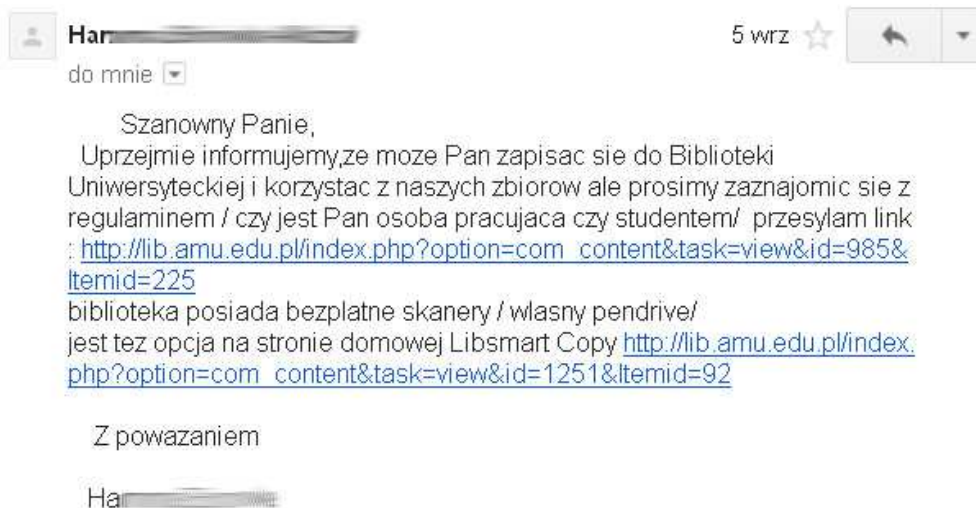 5 wrz
do mnie
Szanowny Panie,
Uprzejmie informujemy,ze moze Pan zapisac sie do Biblioteki
Uniwersyteckiej i korzystac z naszych zbiorow ale prosimy zaznajomic sie z
regulaminem / czy jest Pan osoba pracujaca czy studentem/ przesylam link
: http://lib.amu.edu.pl/index.php?option=com_content&task=view&id=985&
Itemid=225
biblioteka posiada bezplatne skanery / wlasny pendrive/
jest tez opcja na stronie domowej Libsmart Copy http://lib.amu.edu.pl/index.
php?option=com_content&task=view&id=1251&Itemid=92
Z powazaniem